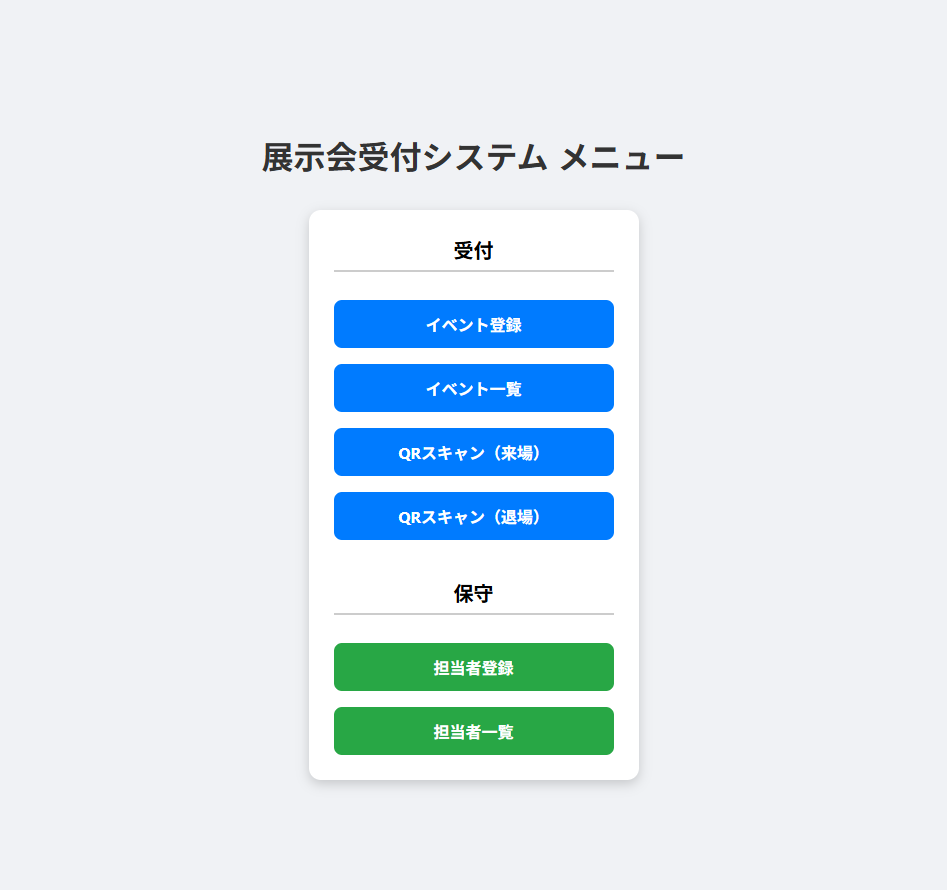 展示会受付システム メニュー
受付
イベント登録
イベント一覧
QRスキャン（来場）
QRスキャン（退場）
保守
担当者登録
担当者一覧